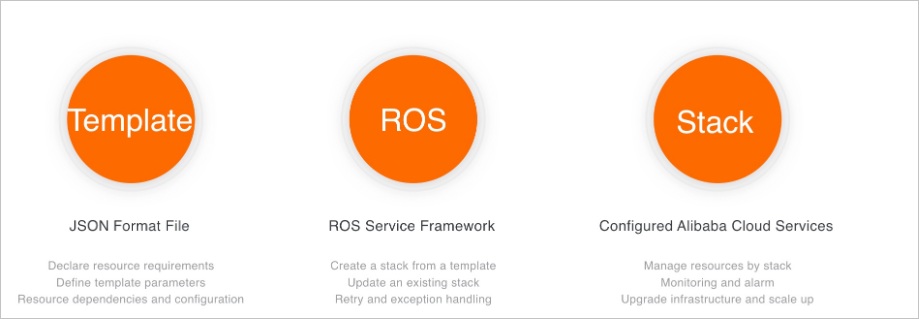 Template
ROS
Stack
JSON Format File
ROS Service Framework
Configured Alibaba Cloud Services
Declare resource requirements
Define template parameters
Resource dependencies and configuration
Create a stack from a template
Update an existing stack
Retry and exception handling
Manage resources by stack
Monitoring and alarm
Upgrade infrastructure and scale up